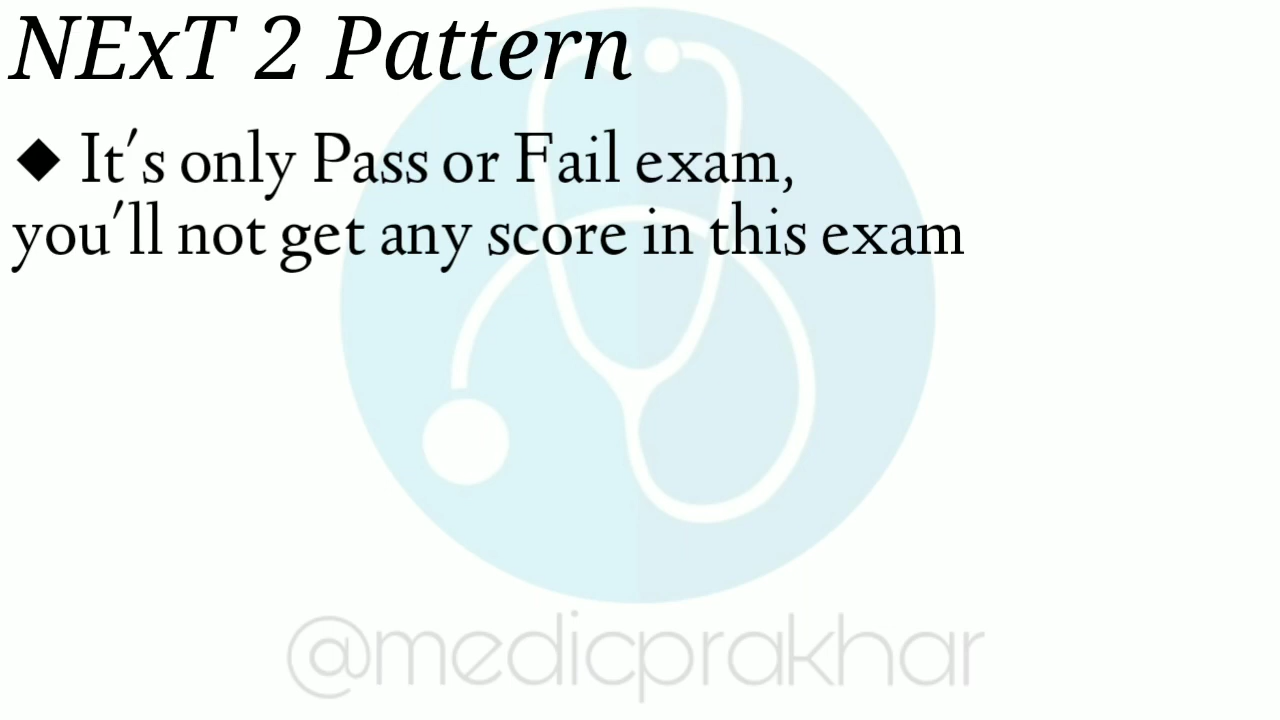 NExT 2 Pattern
◆ It's only Pass or Fail exam,
you'll not get any score in this exam
@medicprakhar